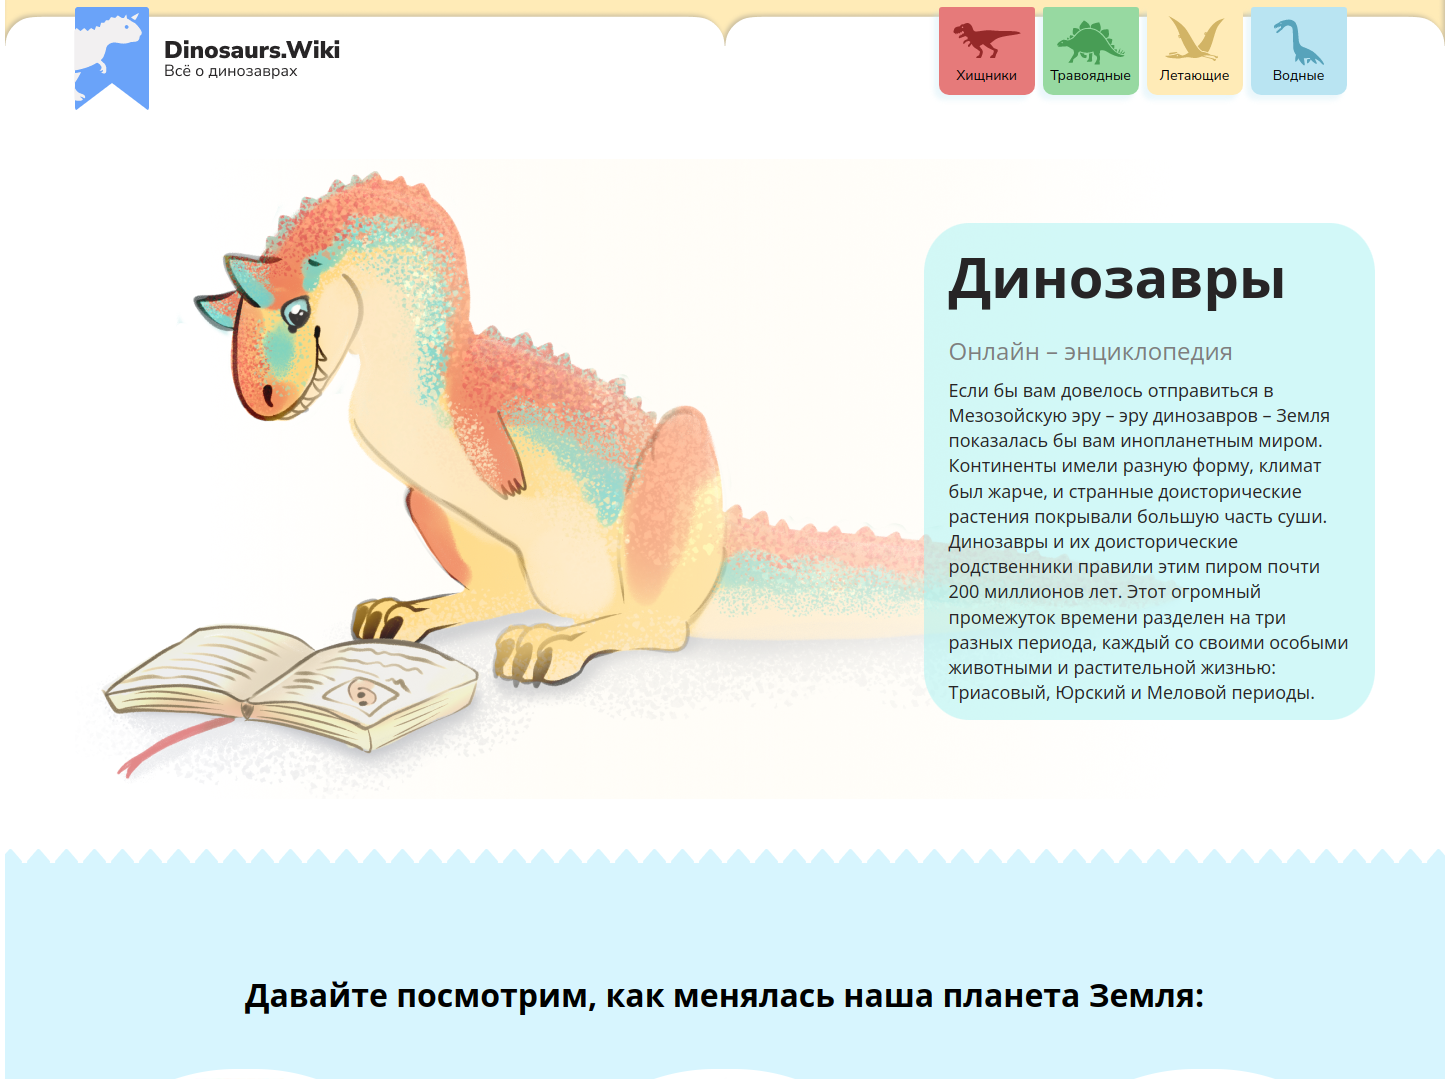 Dinosaurs.Wiki
Всё о динозаврах
Хищники
Травоядные
Летающие
Водные
Динозавры
Онлайн – энциклопедия
Если бы вам довелось отправиться в
Мезозойскую эру – эру динозавров – Земля
показалась бы вам инопланетным миром.
Континенты имели разную форму, климат
был жарче, и странные доисторические
растения покрывали большую часть суши.
Динозавры и их доисторические
родственники правили этим пиром почти
200 миллионов лет. Этот огромный
промежуток времени разделен на три
разных периода, каждый со своими особыми
животными и растительной жизнью:
Триасовый, Юрский и Меловой периоды.
Давайте посмотрим, как менялась наша планета Земля: